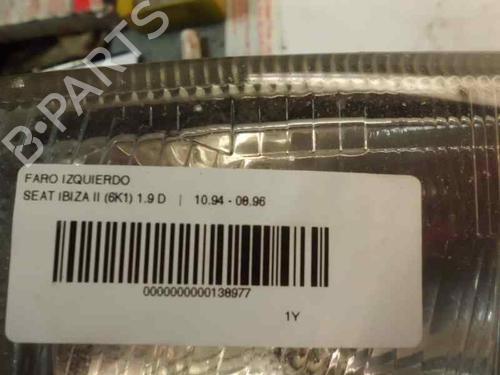 B-PARTS
FARO IZQUIERDO
SEAT IBIZA II (6K1) 1.9 D | 10.94 - 08.96
0000000000138977
1Y